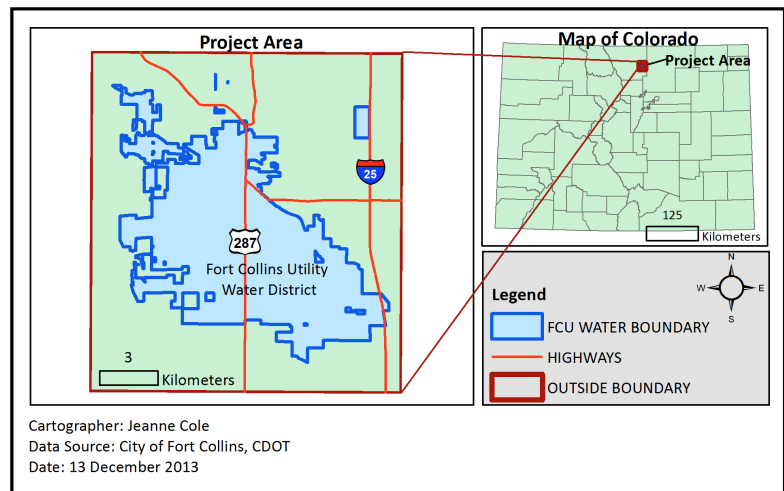 Project Area
25
287
Fort Collins Utility
Water District
3
Kilometers
Map of Colorado
Project Area
125
Kilometers
Legend
N
W
E
S
FCU WATER BOUNDARY
HIGHWAYS
OUTSIDE BOUNDARY
Cartographer: Jeanne Cole
Data Source: City of Fort Collins, CDOT
Date: 13 December 2013